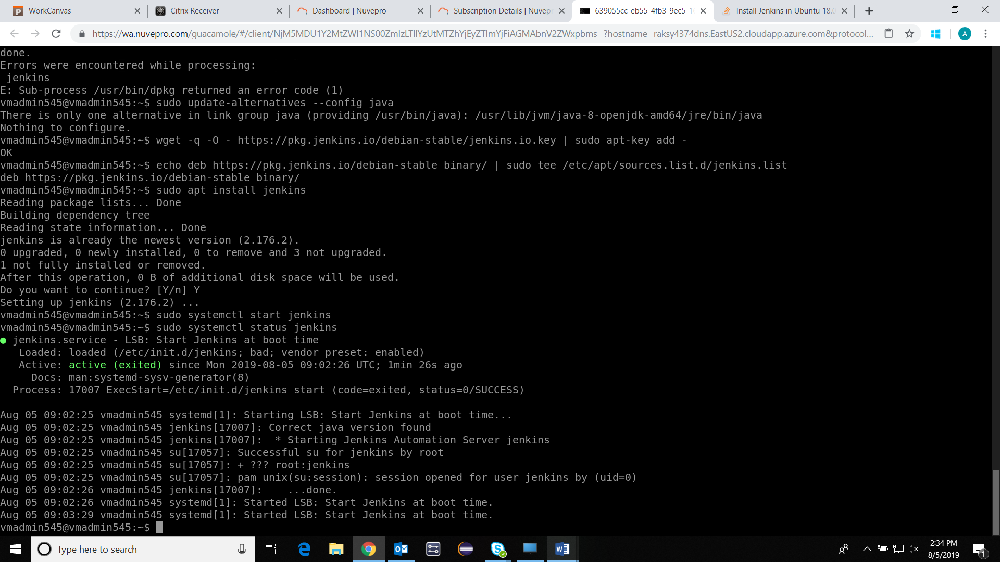 WorkCanvas
Citrix Receiver
Dashboard | Nuvepro
Subscription Details | Nuvepr
639055cc-eb55-4fb3-9ec5-1
Install Jenkins in Ubuntu 18.0
https://wa.nuvepro.com/guacamole/#/client/NjM5MDU1Y2MtZWI1NS00ZmIzLTllYzUtMTZhYjEyZTlmYjFiAGMAbnV2ZWxpbms=?hostname=raksy4374dns.EastUS2.cloudapp.azure.com&protocol...
A
done.
Errors were encountered while processing:
 jenkins
E: Sub-process /usr/bin/dpkg returned an error code (1)
vmadmin545@vmadmin545:~$ sudo update-alternatives --config java
There is only one alternative in link group java (providing /usr/bin/java): /usr/lib/jvm/java-8-openjdk-amd64/jre/bin/java
Nothing to configure.
vmadmin545@vmadmin545:~$ wget -q -O - https://pkg.jenkins.io/debian-stable/jenkins.io.key | sudo apt-key add -
OK
vmadmin545@vmadmin545:~$ echo deb https://pkg.jenkins.io/debian-stable binary/ | sudo tee /etc/apt/sources.list.d/jenkins.list
deb https://pkg.jenkins.io/debian-stable binary/
vmadmin545@vmadmin545:~$ sudo apt install jenkins
Reading package lists... Done
Building dependency tree
Reading state information... Done
jenkins is already the newest version (2.176.2).
0 upgraded, 0 newly installed, 0 to remove and 3 not upgraded.
1 not fully installed or removed.
After this operation, 0 B of additional disk space will be used.
Do you want to continue? [Y/n] Y
Setting up jenkins (2.176.2) ...
vmadmin545@vmadmin545:~$ sudo systemctl start jenkins
vmadmin545@vmadmin545:~$ sudo systemctl status jenkins
● jenkins.service - LSB: Start Jenkins at boot time
   Loaded: loaded (/etc/init.d/jenkins; bad; vendor preset: enabled)
   Active: active (exited) since Mon 2019-08-05 09:02:26 UTC; 1min 26s ago
     Docs: man:systemd-sysv-generator(8)
  Process: 17007 ExecStart=/etc/init.d/jenkins start (code=exited, status=0/SUCCESS)
Aug 05 09:02:25 vmadmin545 systemd[1]: Starting LSB: Start Jenkins at boot time...
Aug 05 09:02:25 vmadmin545 jenkins[17007]: Correct java version found
Aug 05 09:02:25 vmadmin545 jenkins[17007]:  * Starting Jenkins Automation Server jenkins
Aug 05 09:02:25 vmadmin545 su[17057]: Successful su for jenkins by root
Aug 05 09:02:25 vmadmin545 su[17057]: + ??? root:jenkins
Aug 05 09:02:25 vmadmin545 su[17057]: pam_unix(su:session): session opened for user jenkins by (uid=0)
Aug 05 09:02:26 vmadmin545 jenkins[17007]:    ...done.
Aug 05 09:02:26 vmadmin545 systemd[1]: Started LSB: Start Jenkins at boot time.
Aug 05 09:03:29 vmadmin545 systemd[1]: Started LSB: Start Jenkins at boot time.
vmadmin545@vmadmin545:~$
Type here to search
2:34 PM
8/5/2019
1